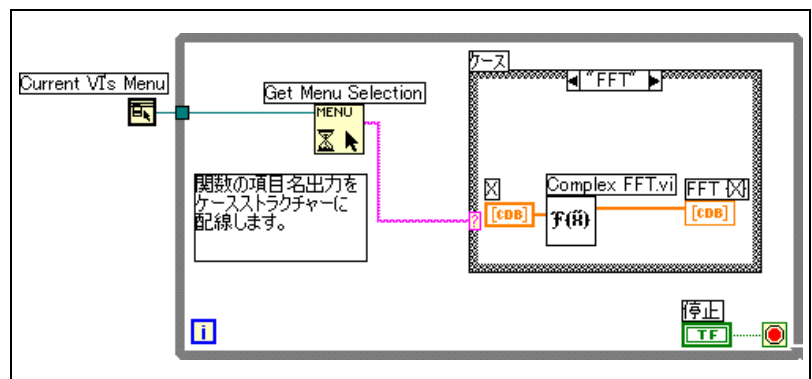 ケース
"FFT"
Current VI's Menu
Get Menu Selection
MENU
関数の項目名出力を
ケースストラクチャーに
配線します。
X
Complex FFT.vi
FFT {X}
[CDB]
F(x)
[CDB]
?
停止
TF
i